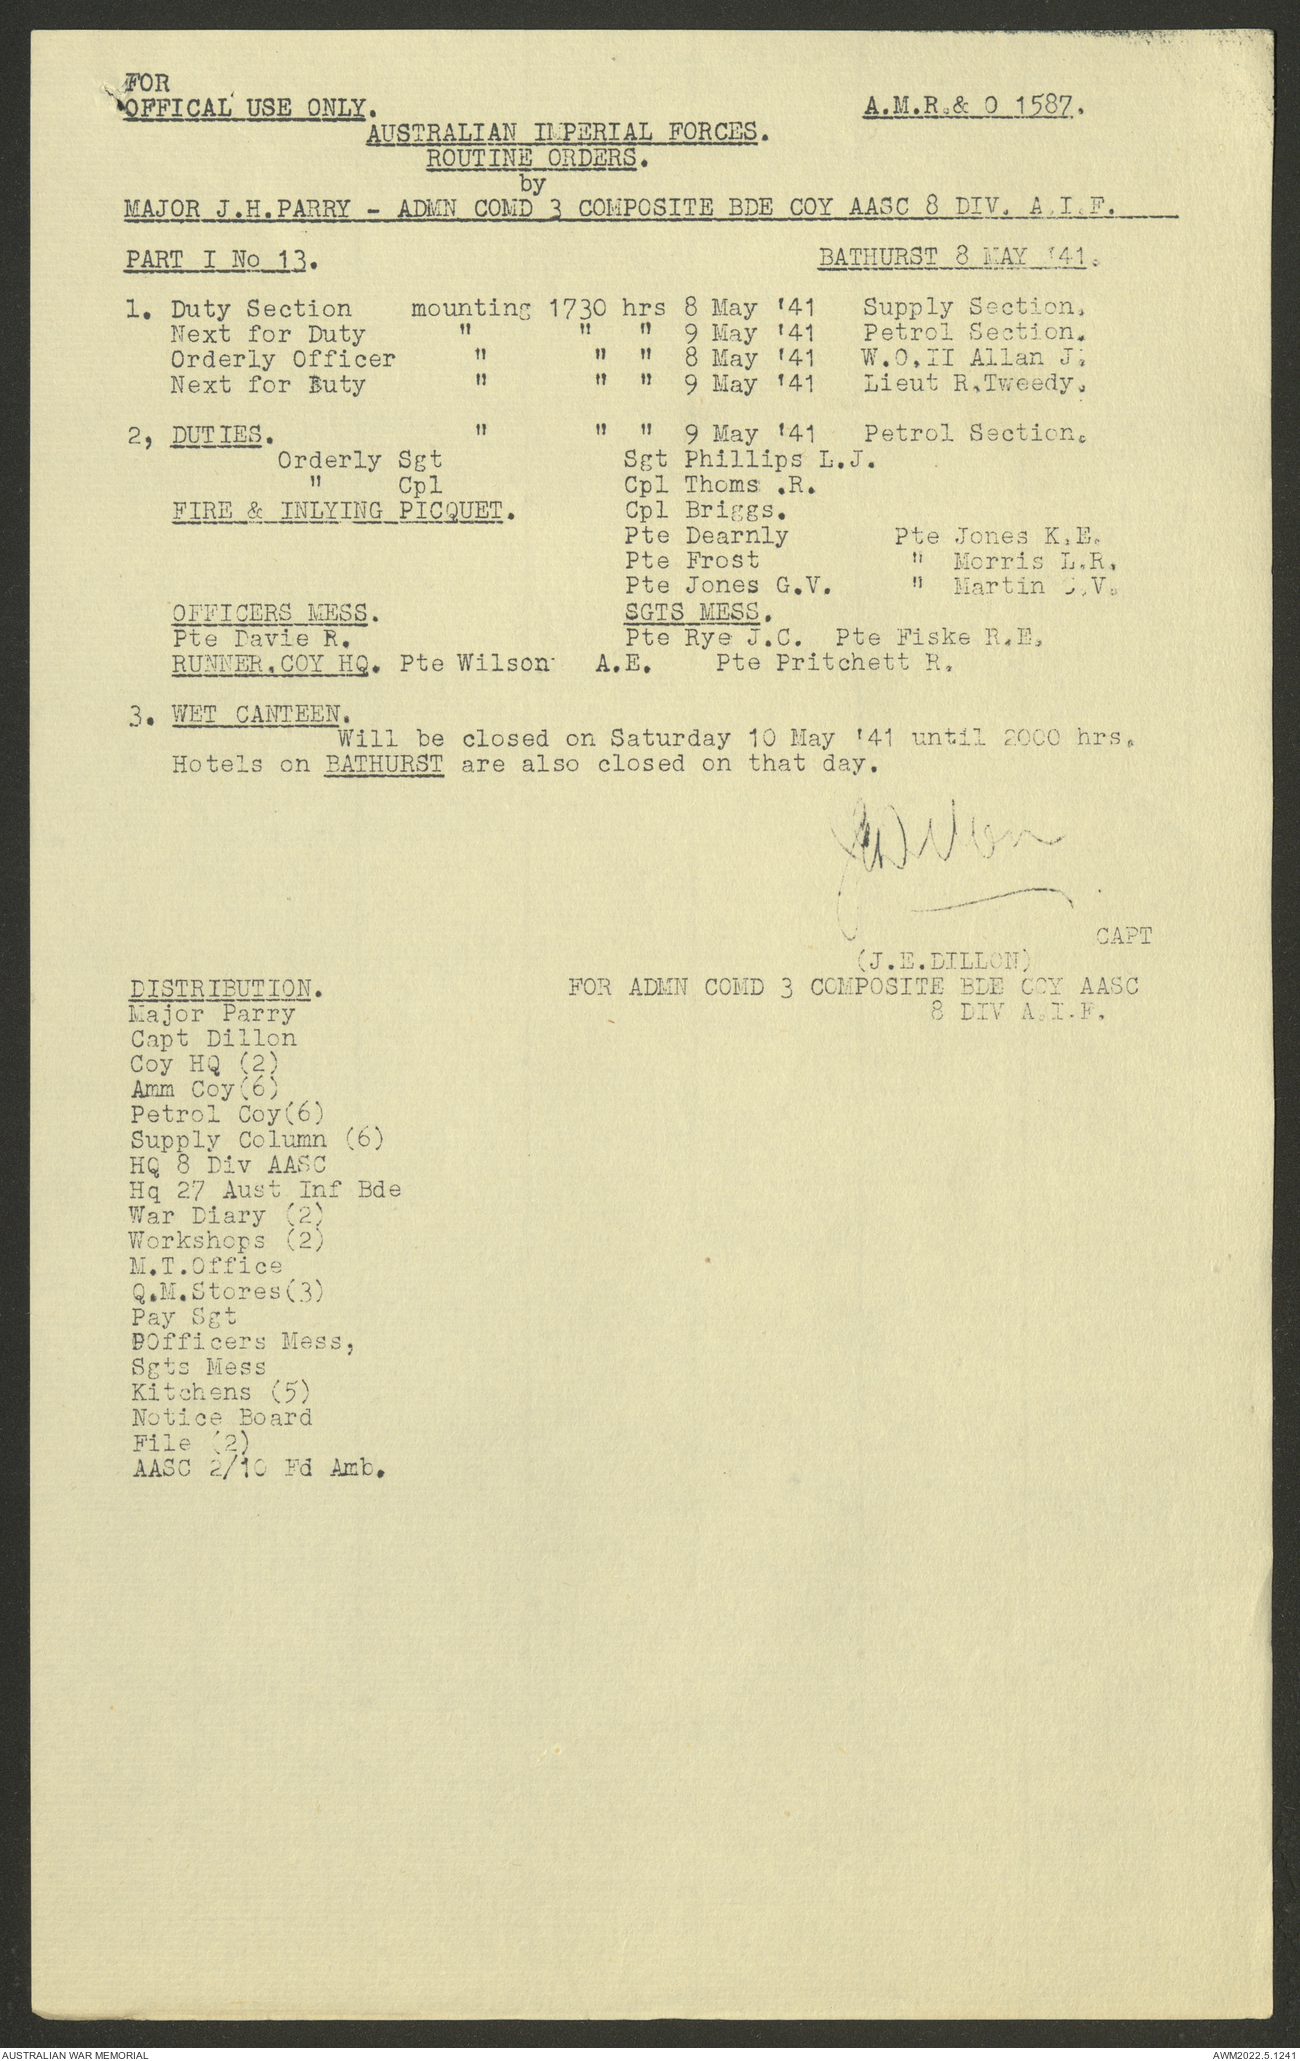 FOR
OFFICAL USE ONLY.
A.M.R.& O 1587.
AUSTRALIAN IMPERIAL FORCES.
ROUTINE ORDERS.
by
MAJOR J.H.PARRY - ADMN COMD 3 COMPOSITE BDE COY AASC 8 DIV. A.I.F.
PART I No 13. BATHURST 8 MAY '41.
1. Duty Section mounting 1730 hrs 8 May '41 Supply Section.
Next for Duty " " " 9 May '41 Petrol Section.
Orderly Officer " " " 8 May '41 W.O.II Allan J.
Next for Duty " " " 9 May '41 Lieut R.Tweedy.
2, DUTIES. " " " 9 May '41 Petrol Section.
Orderly Sgt Sgt Phillips L.J.
" Cpl Cpl Thoms .R.
FIRE & INLYING PICQUET. Cpl Briggs.
Pte Dearnly Pte Jones K.E.
Pte Frost " Morris L.R.
Pte Jones G.V. " Martin
OFFICERS MESS. SGTS MESS.
Pte Davie R. Pte Rye J.C. Pte Fiske R.E.
RUNNER.COY HQ. Pte Wilson A.E. Pte Pritchett R.
3. WET CANTEEN.
Will be closed on Saturday 10 May '41 until 2000 hrs.
Hotels on BATHURST are also closed on that day.
JEDillon
CAPT
(J.E.DILLON)
FOR ADMN COMD 3 COMPOSITE BDE COY AASC
8 DIV A.I.F.
DISTRIBUTION.
Major Parry
Capt Dillon
Coy HQ (2)
Amm Coy(6)
Petrol Coy(6)
Supply Column (6)
HQ 8 Div AASC
Hq 27 Aust Inf Bde
War Diary (2)
Workshops (2)
M.T.Office
Q.M.Stores(3)
Pay Sgt
Officers Mess,
Sgts Mess
Kitchens (5)
Notice Board
File (2)
AASC 2/10 Fd Amb.
AUSTRALIAN WAR MEMORIAL
AWM2022.5.1241